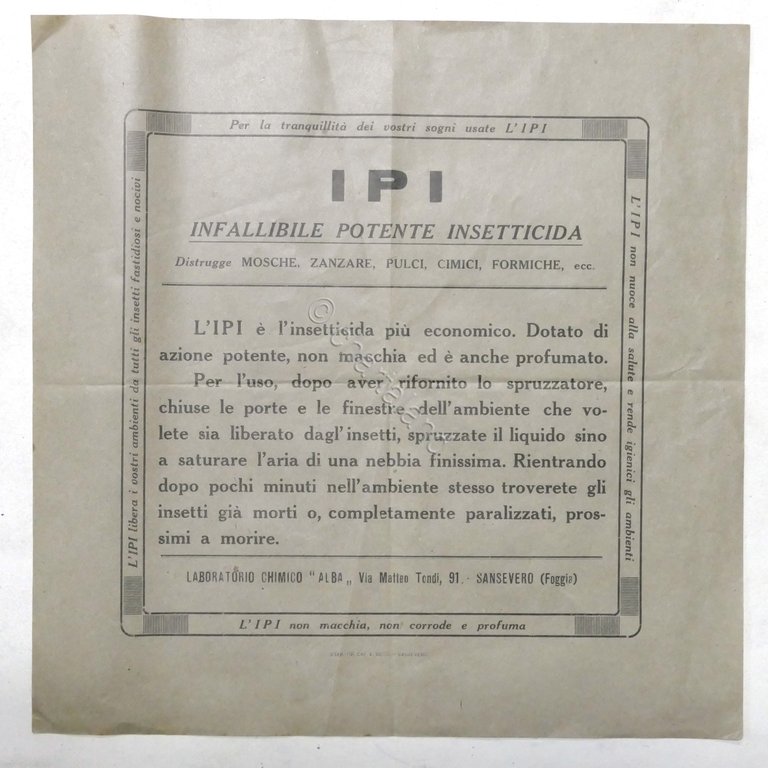 Per la tranquillità dei vostri sogni usate L'IPI
IPI
INFALLIBILE POTENTE INSETTICIDA
Distrugge MOSCHE, ZANZARE, PULCI, CIMICI, FORMICHE, ecc.
L'IPI è l'insetticida più economico. Dotato di
azione potente, non macchia ed è anche profumato.
Per l'uso, dopo aver rifornito lo spruzzatore,
chiuse le porte e le finestre dell'ambiente che vo-
lete sia liberato dagl'insetti, spruzzate il liquido sino
a saturare l'aria di una nebbia finissima. Rientrando
dopo pochi minuti nell'ambiente stesso troverete gli
insetti già morti o, completamente paralizzati, pros-
simi a morire.
LABORATORIO CHIMICO "ALBA„ Via Matteo Tondi, 91 - SANSEVERO (Foggia)
L'IPI non macchia, non corrode e profuma
L'IPI libera i vostri ambienti da tutti gli insetti fastidiosi e nocivi
L'IPI non nuoce alla salute e rende igienici gli ambienti